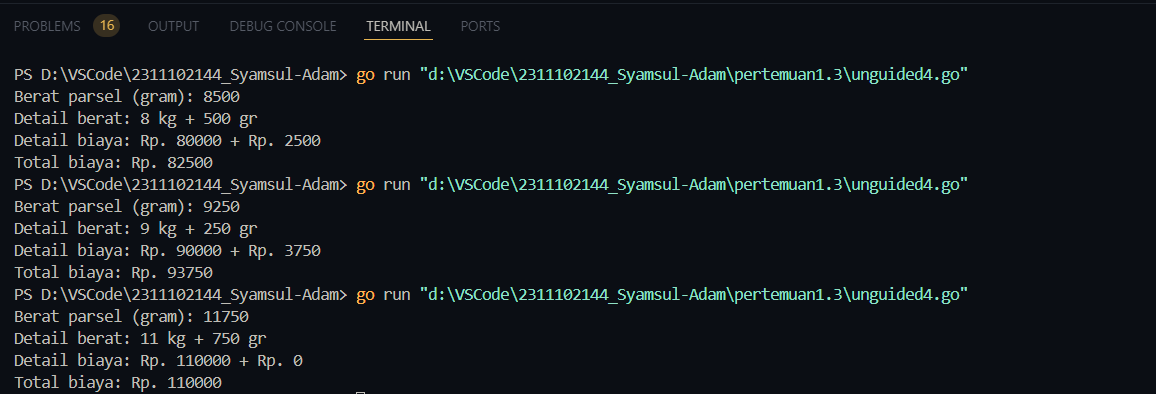 PROBLEMS 16 OUTPUT DEBUG CONSOLE TERMINAL PORTS
PS D:\VSCode\2311102144_Syamsul-Adam> go run "d:\VSCode\2311102144_Syamsul-Adam\pertemuan1.3\unguided4.go"
Berat parsel (gram): 8500
Detail berat: 8 kg + 500 gr
Detail biaya: Rp. 80000 + Rp. 2500
Total biaya: Rp. 82500
PS D:\VSCode\2311102144_Syamsul-Adam> go run "d:\VSCode\2311102144_Syamsul-Adam\pertemuan1.3\unguided4.go"
Berat parsel (gram): 9250
Detail berat: 9 kg + 250 gr
Detail biaya: Rp. 90000 + Rp. 3750
Total biaya: Rp. 93750
PS D:\VSCode\2311102144_Syamsul-Adam> go run "d:\VSCode\2311102144_Syamsul-Adam\pertemuan1.3\unguided4.go"
Berat parsel (gram): 11750
Detail berat: 11 kg + 750 gr
Detail biaya: Rp. 110000 + Rp. 0
Total biaya: Rp. 110000